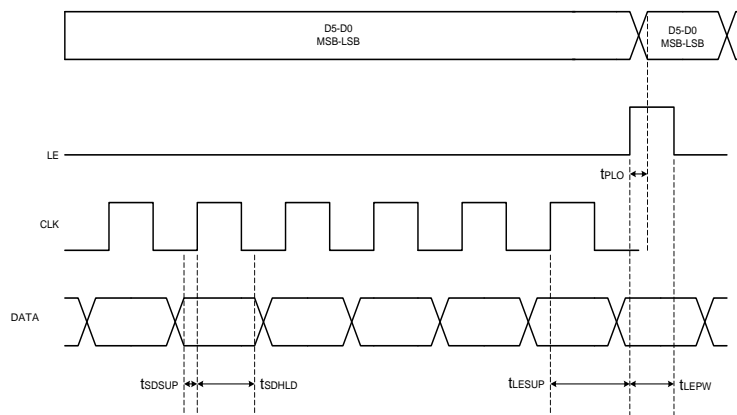 D5-D0
MSB-LSB
D5-D0
MSB-LSB
LE
tPLO
CLK
DATA
tSDSUP
tSDHLD
tLESUP
tLEPW